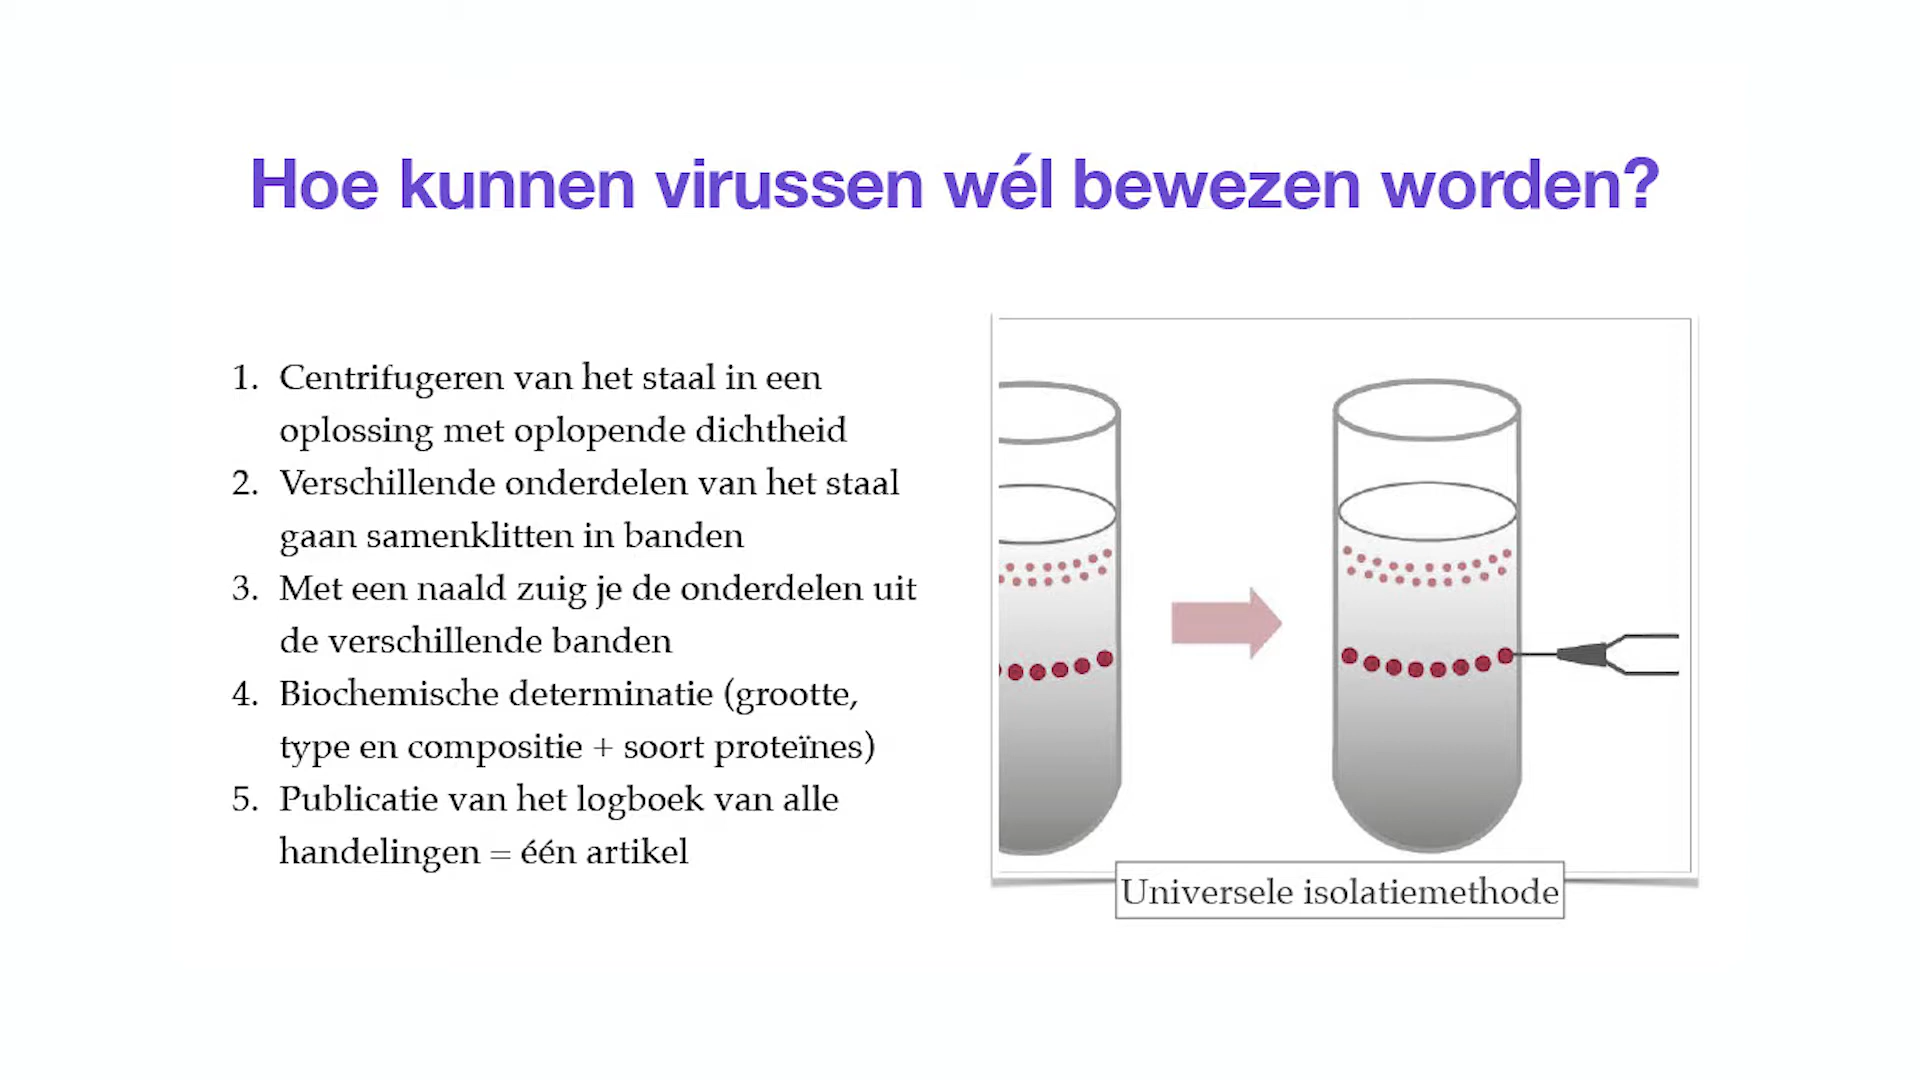 Hoe kunnen virussen wél bewezen worden?
1. Centrifugeren van het staal in een
oplossing met oplopende dichtheid
2. Verschillende onderdelen van het staal
gaan samenklitten in banden
3. Met een naald zuig je de onderdelen uit
de verschillende banden
4. Biochemische determinatie (grootte,
type en compositie + soort proteïnes)
5. Publicatie van het logboek van alle
handelingen = één artikel
Universele isolatiemethode